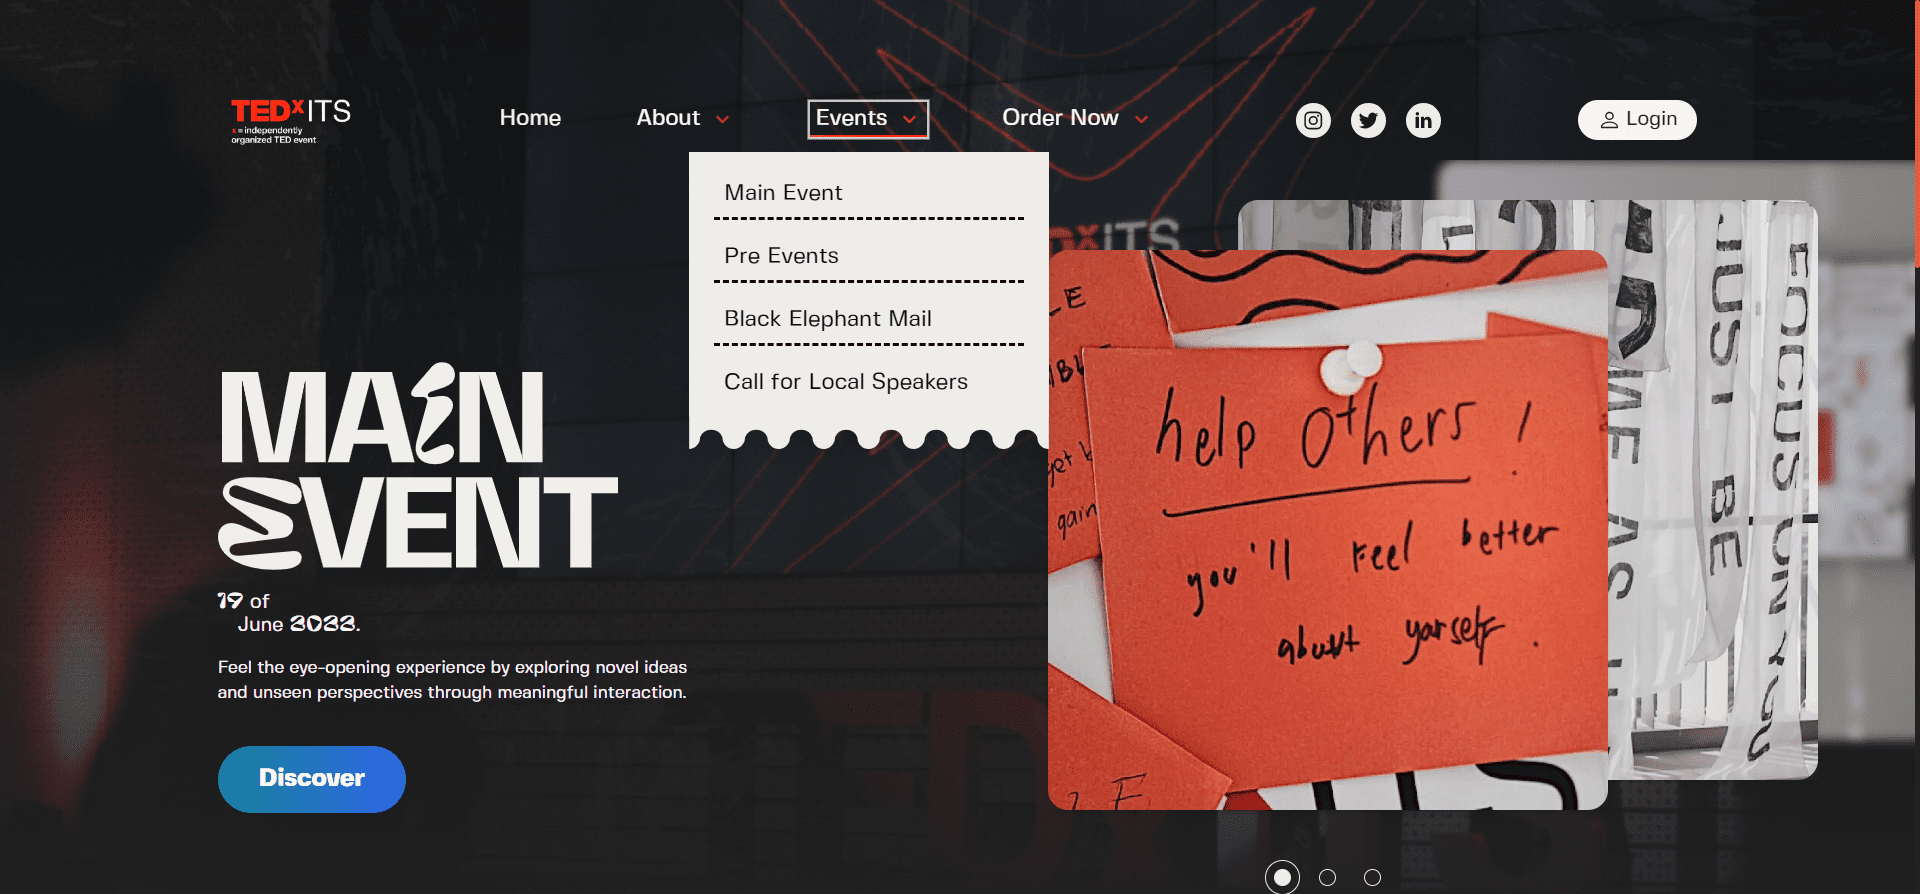 TEDxITS
x = independently
organized TED event
Home
About
Events
Order Now
Login
Main Event
Pre Events
Black Elephant Mail
Call for Local Speakers
MAiN
EVENT
19 of
June 2022.
Feel the eye-opening experience by exploring novel ideas
and unseen perspectives through meaningful interaction.
Discover
help others!
you'll feel better
about yourself.
gain
JUST BE
FOCUS ON YOU